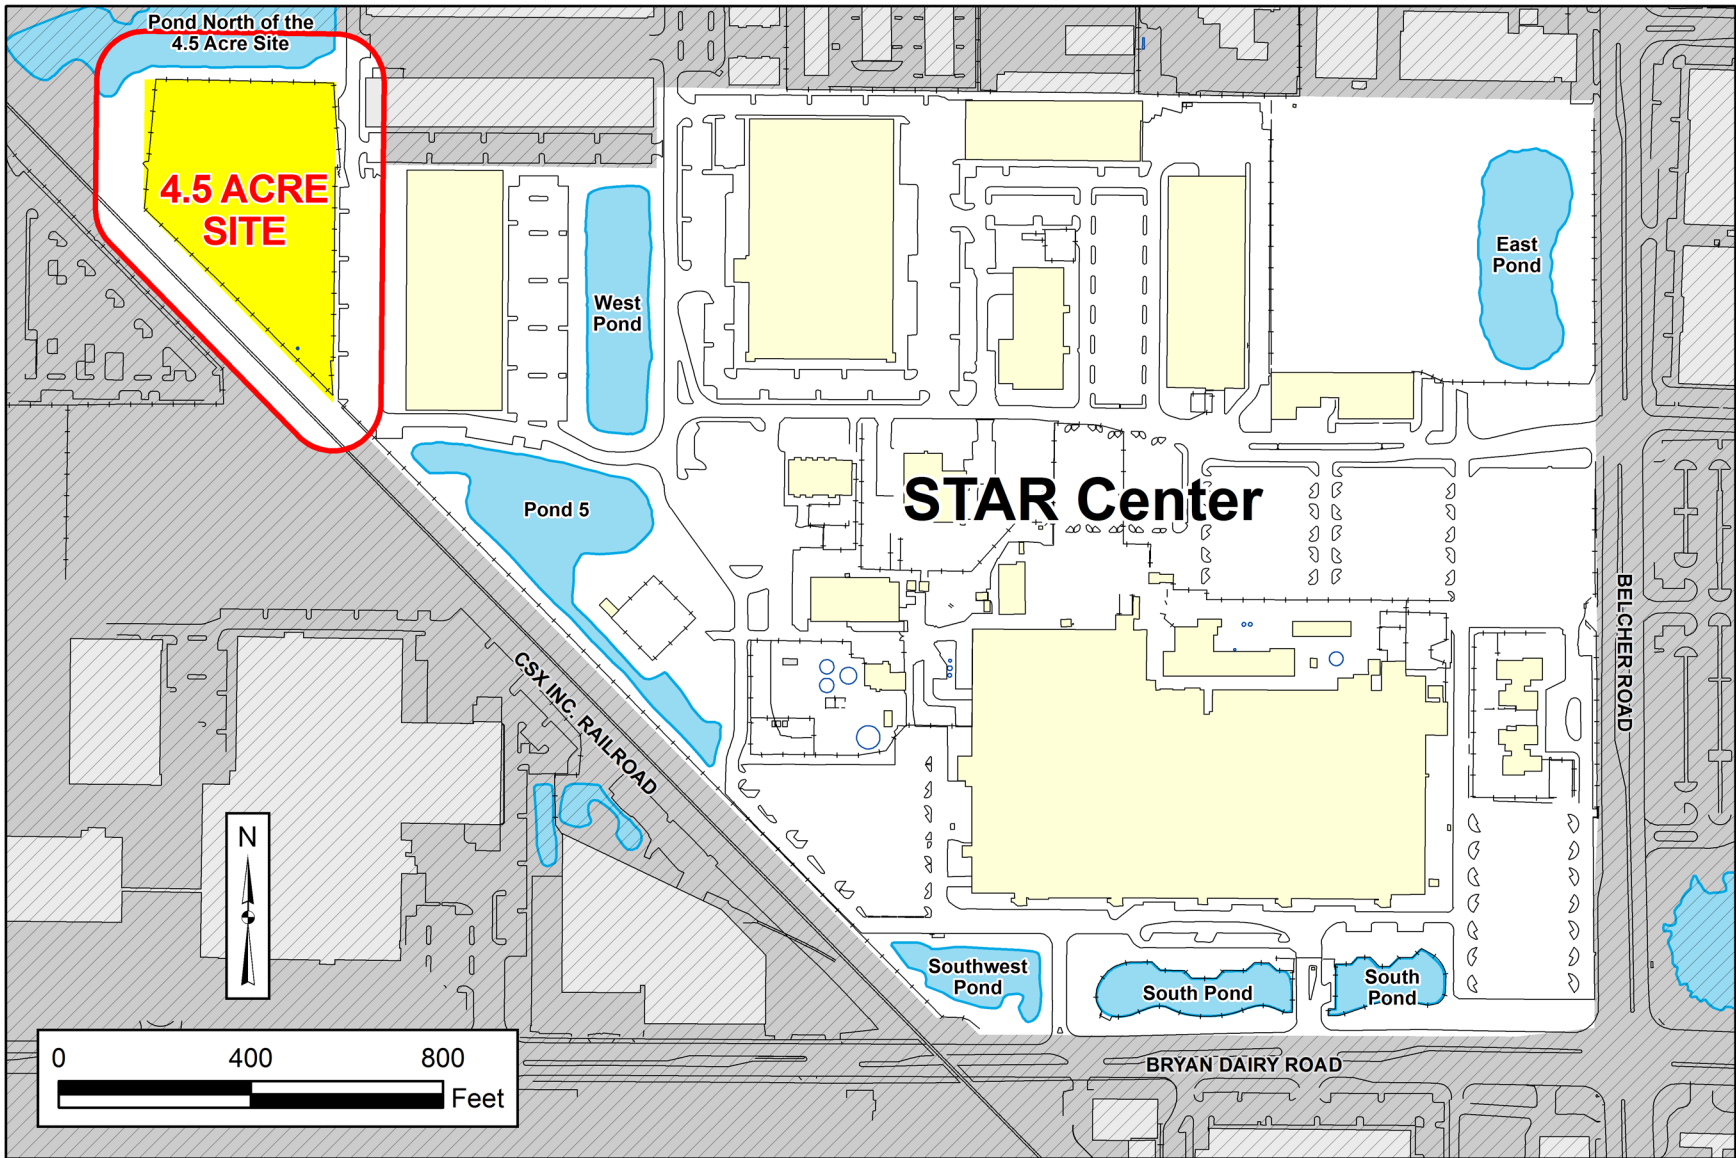 Pond North of the
4.5 Acre Site
4.5 ACRE
SITE
West
Pond
East
Pond
Pond 5
STAR Center
BELCHER ROAD
CSX INC. RAILROAD
N
Southwest
Pond
South Pond
South
Pond
BRYAN DAIRY ROAD
0 400 800
Feet